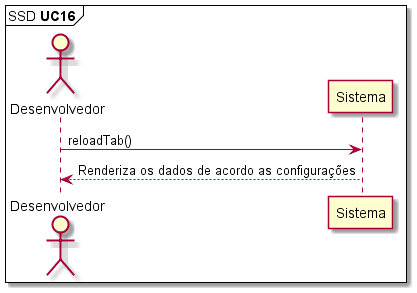 SSD UC16
Desenvolvedor
Sistema
reloadTab()
Renderiza os dados de acordo as configurações
Desenvolvedor
Sistema